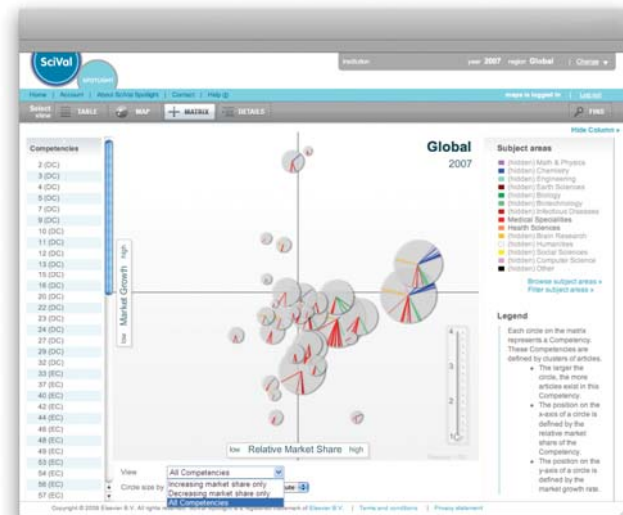 SciVal
SPOTLIGHT
Institution
year 2007 region Global | Change
Home | Account | About SciVal Spotlight | Contact | Help
mapa is logged in | Log out
Select view
TABLE
MAP
MATRIX
DETAILS
FIND
Hide Column »
Competencies
2 (DC)
3 (DC)
4 (DC)
5 (DC)
7 (DC)
9 (DC)
10 (DC)
11 (DC)
12 (DC)
13 (DC)
15 (DC)
16 (DC)
20 (DC)
22 (DC)
23 (DC)
24 (DC)
27 (DC)
29 (DC)
32 (DC)
33 (EC)
37 (EC)
40 (EC)
42 (EC)
44 (EC)
46 (EC)
48 (EC)
49 (EC)
53 (EC)
54 (EC)
56 (EC)
57 (EC)
Global
2007
low Market Growth high
low Relative Market Share high
4
3
2
1
Subject areas
(hidden) Math & Physics
(hidden) Chemistry
(hidden) Engineering
(hidden) Earth Sciences
(hidden) Biology
(hidden) Biotechnology
(hidden) Infectious Diseases
Medical Specialities
Health Sciences
(hidden) Brain Research
(hidden) Humanities
(hidden) Social Sciences
(hidden) Computer Science
(hidden) Other
Browse subject areas »
Filter subject areas »
Legend
Each circle on the matrix
represents a Competency.
These Competencies are
defined by clusters of articles.
The larger the
circle, the more
articles exist in this
Competency.
The position on the
x-axis of a circle is
defined by the
relative market
share of the
Competency.
The position on the
y-axis of a circle is
defined by the
market growth rate.
View
All Competencies
Increasing market share only
Decreasing market share only
All Competencies
Circle size by
Copyright © 2008 Elsevier B.V. All rights
registered trademark of Elsevier B.V. | Terms and conditions | Privacy statement